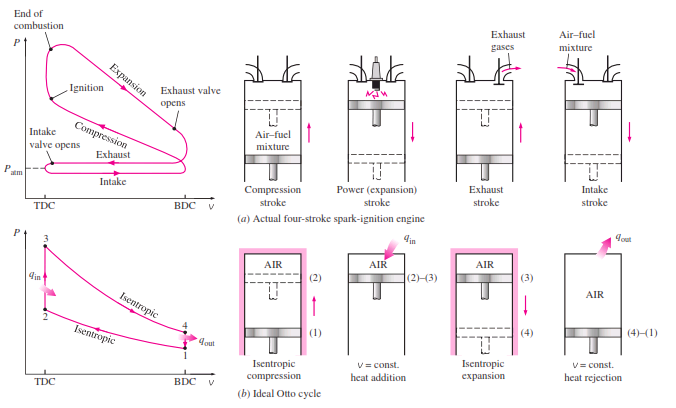 End of
combustion
P
Ignition
Expansion
Exhaust valve
opens
Compression
Intake
valve opens
Exhaust
P atm
Intake
TDC
BDC
v
Air–fuel
mixture
Exhaust
gases
Air–fuel
mixture
Compression
stroke
Power (expansion)
stroke
Exhaust
stroke
Intake
stroke
(a) Actual four-stroke spark-ignition engine
P
3
qin
2
Isentropic
Isentropic
4
qout
1
TDC
BDC
v
AIR
(2)
(1)
Isentropic
compression
qin
AIR
(2)–(3)
v = const.
heat addition
AIR
(3)
(4)
Isentropic
expansion
qout
AIR
(4)–(1)
v = const.
heat rejection
(b) Ideal Otto cycle